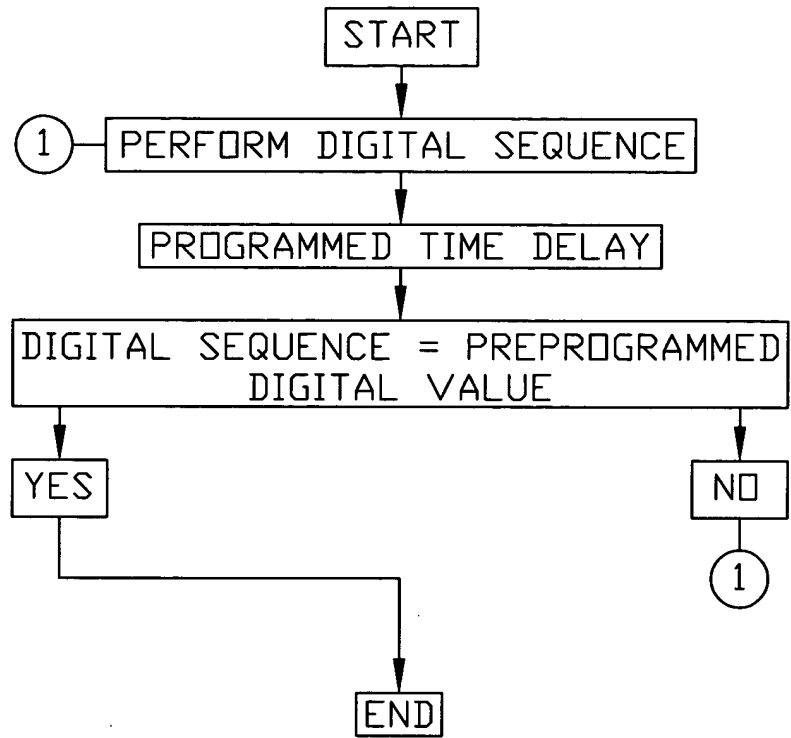 START
1 PERFORM DIGITAL SEQUENCE
PROGRAMMED TIME DELAY
DIGITAL SEQUENCE = PREPROGRAMMED
DIGITAL VALUE
YES
NO
1
END